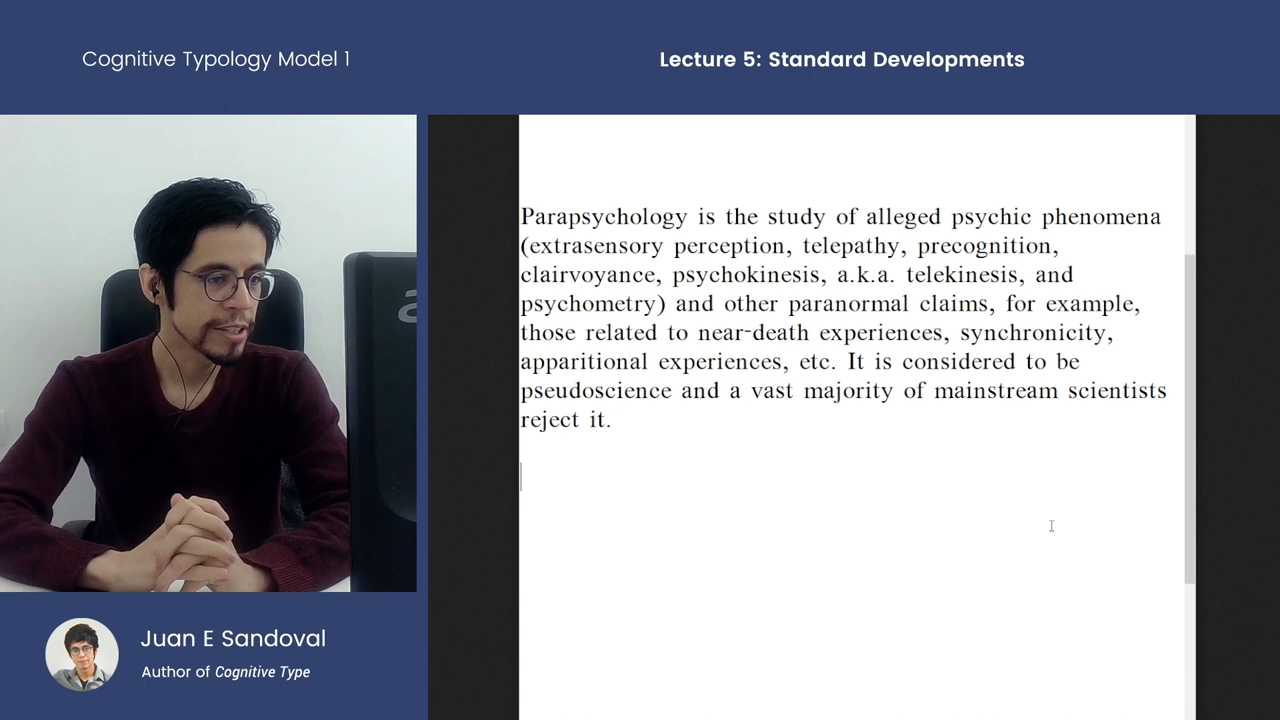 Cognitive Typology Model 1
Lecture 5: Standard Developments
Parapsychology is the study of alleged psychic phenomena
(extrasensory perception, telepathy, precognition,
clairvoyance, psychokinesis, a.k.a. telekinesis, and
psychometry) and other paranormal claims, for example,
those related to near-death experiences, synchronicity,
apparitional experiences, etc. It is considered to be
pseudoscience and a vast majority of mainstream scientists
reject it.
Juan E Sandoval
Author of Cognitive Type